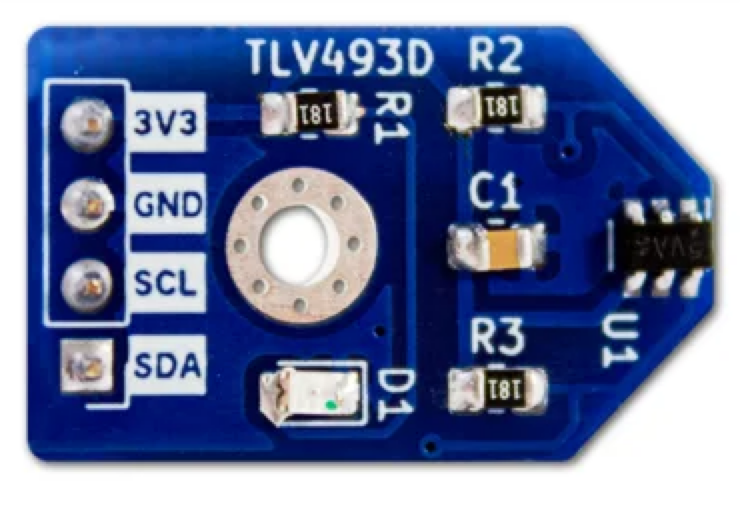 TLV493D
R2
181
R1
181
3V3
GND
SCL
SDA
C1
U1
R3
181
D1